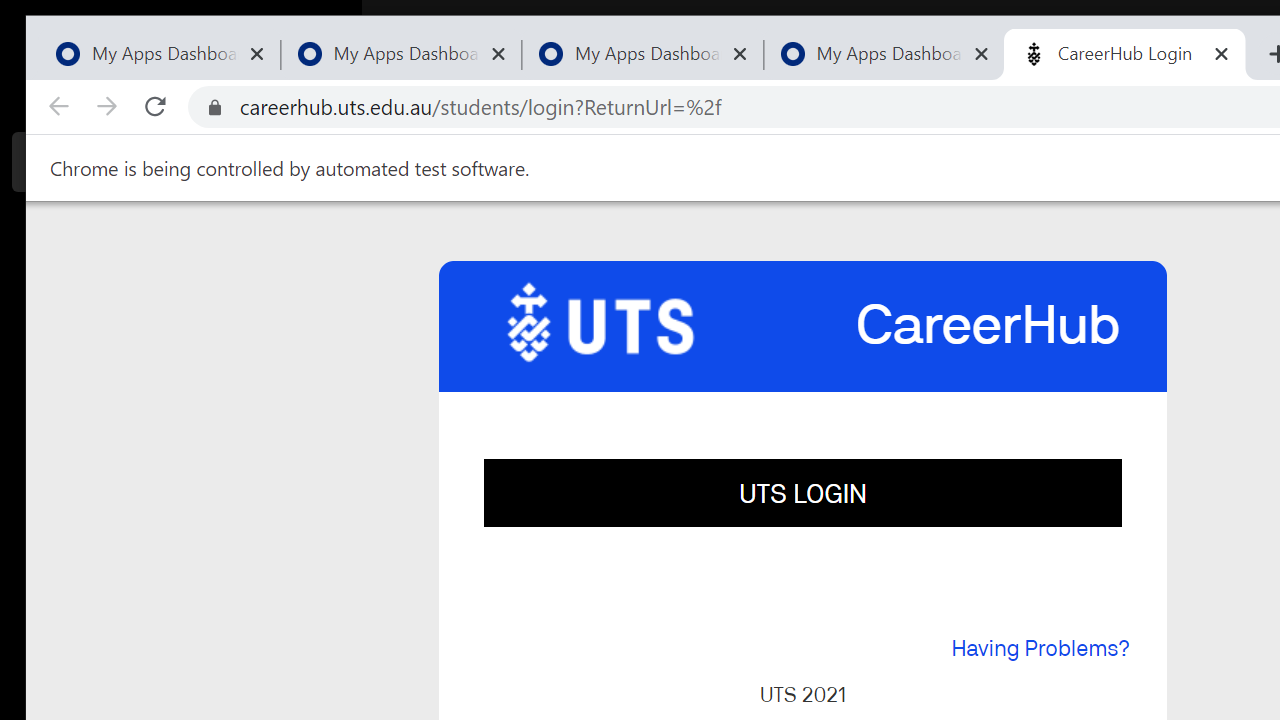 My Apps Dashboa My Apps Dashboa My Apps Dashboa My Apps Dashboa CareerHub Login
careerhub.uts.edu.au/students/login?ReturnUrl=%2f
Chrome is being controlled by automated test software.
UTS CareerHub
UTS LOGIN
Having Problems?
UTS 2021